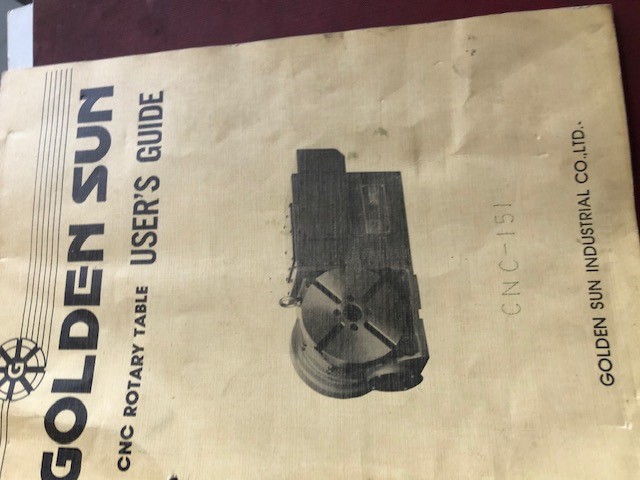 G
GOLDEN SUN
CNC ROTARY TABLE USER'S GUIDE
CNC-151
GOLDEN SUN INDUSTRIAL CO.,LTD.